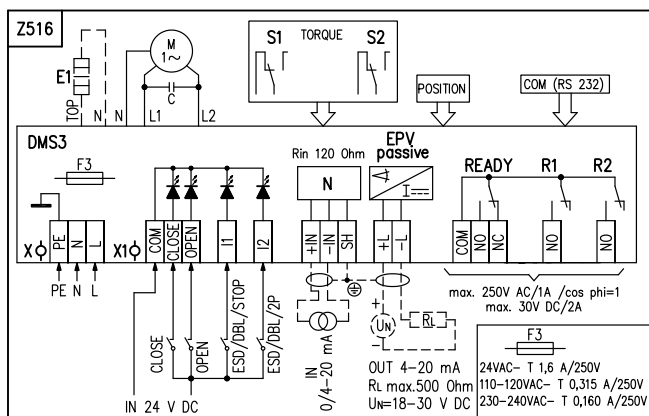 Z516
E1
TOP
N
N
M
1~
C
L1
L2
S1 TORQUE S2
POSITION
COM (RS 232)
DMS3
F3
Rin 120 Ohm
N
EPV
passive
I
READY R1 R2
X
PE
N
L
X1
COM
CLOSE
OPEN
I1
I2
+IN
-IN
SH
+L
-L
COM
NO
NC
NO
NO
PE N L
max. 250V AC/1A /cos phi=1
max. 30V DC/2A
CLOSE
OPEN
ESD/DBL/STOP
ESD/DBL/2P
IN 24 V DC
IN
0/4-20 mA
+
UN
-
RL
OUT 4-20 mA
RL max.500 Ohm
UN=18-30 V DC
F3
24VAC- T 1,6 A/250V
110-120VAC- T 0,315 A/250V
230-240VAC- T 0,160 A/250V